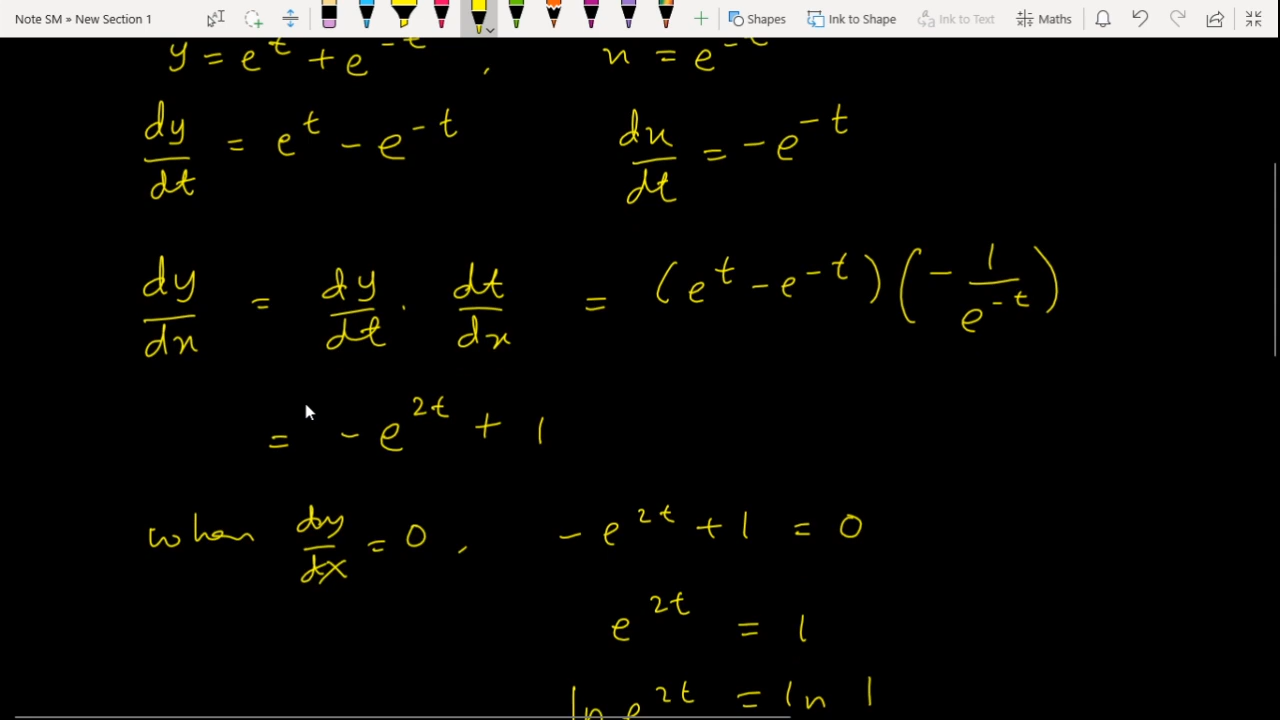 Note SM » New Section 1 Shapes Ink to Shape Ink to Text Maths
y = e^t + e^-t , x = e^-t
dy/dt = e^t - e^-t dx/dt = -e^-t
dy/dx = dy/dt . dt/dx = (e^t - e^-t)(- 1/e^-t)
= -e^2t + 1
when dy/dx = 0 , -e^2t + 1 = 0
e^2t = 1
ln e^2t = ln 1